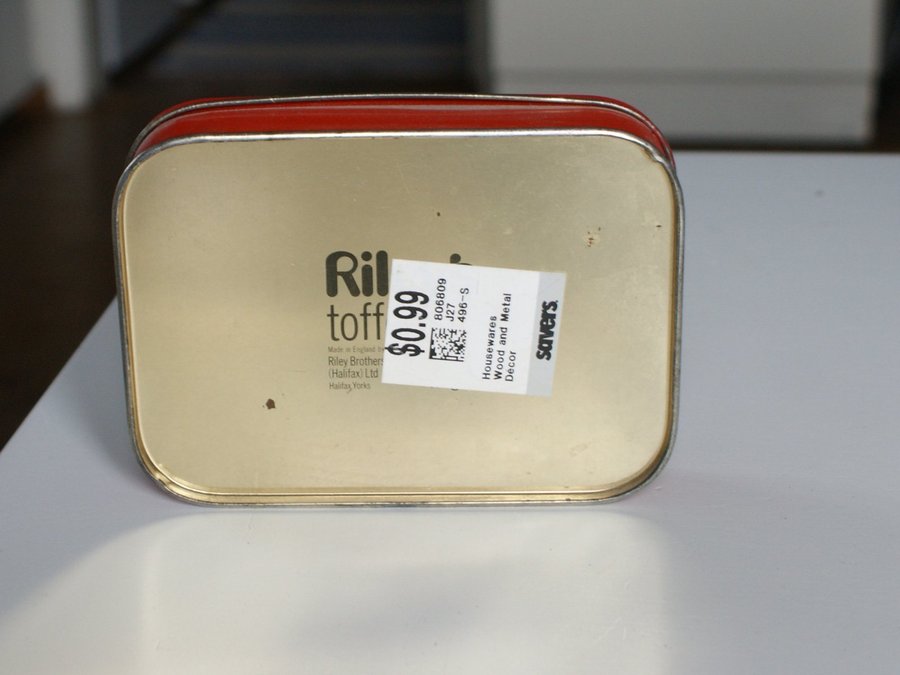 Ril
toff
Made in England by
Riley Brothers
(Halifax) Ltd
Halifax, Yorks
$0.99
806809
J27
496-S
Housewares
Wood and Metal
Decor
savers.